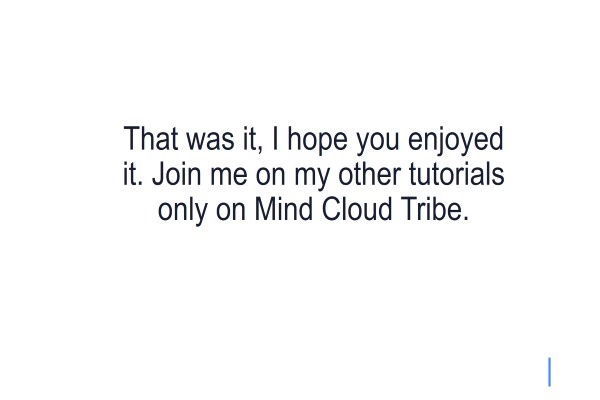 That was it, I hope you enjoyed
it. Join me on my other tutorials
only on Mind Cloud Tribe.